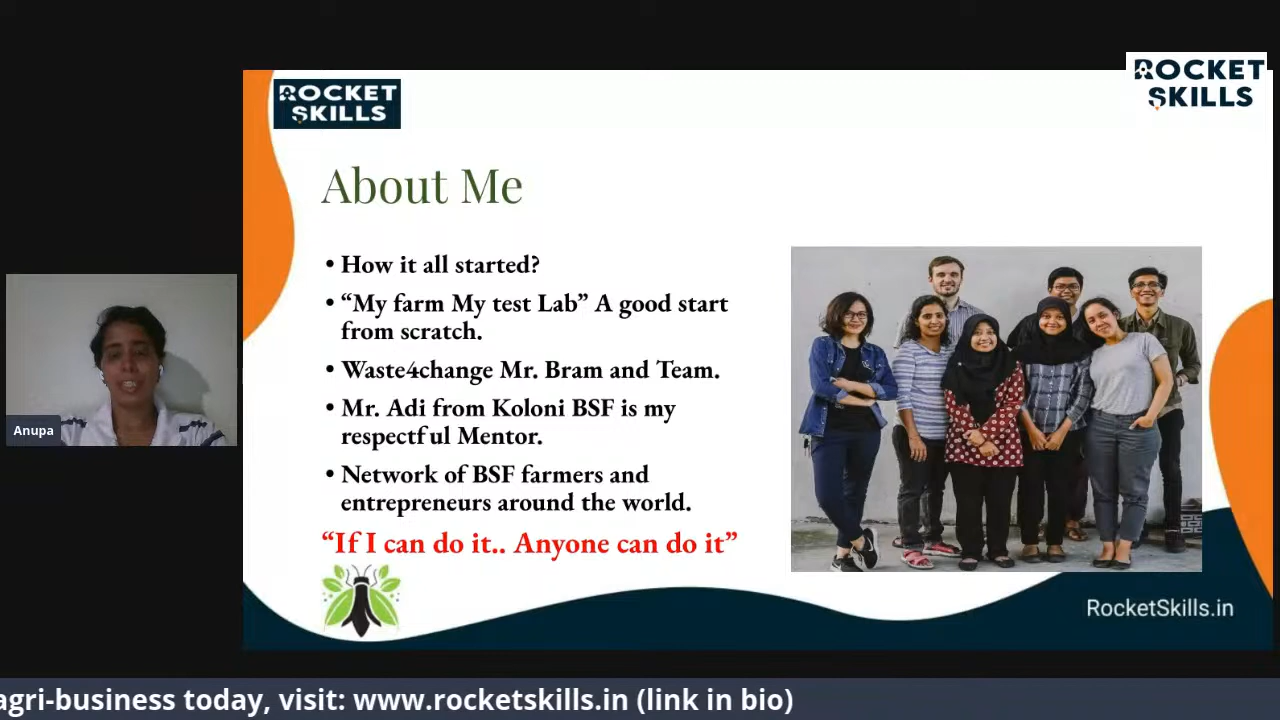 ROCKET
SKILLS
ROCKET
SKILLS
About Me
• How it all started?
• “My farm My test Lab” A good start
from scratch.
• Waste4change Mr. Bram and Team.
• Mr. Adi from Koloni BSF is my
respectful Mentor.
• Network of BSF farmers and
entrepreneurs around the world.
“If I can do it.. Anyone can do it”
Anupa
RocketSkills.in
agri-business today, visit: www.rocketskills.in (link in bio)